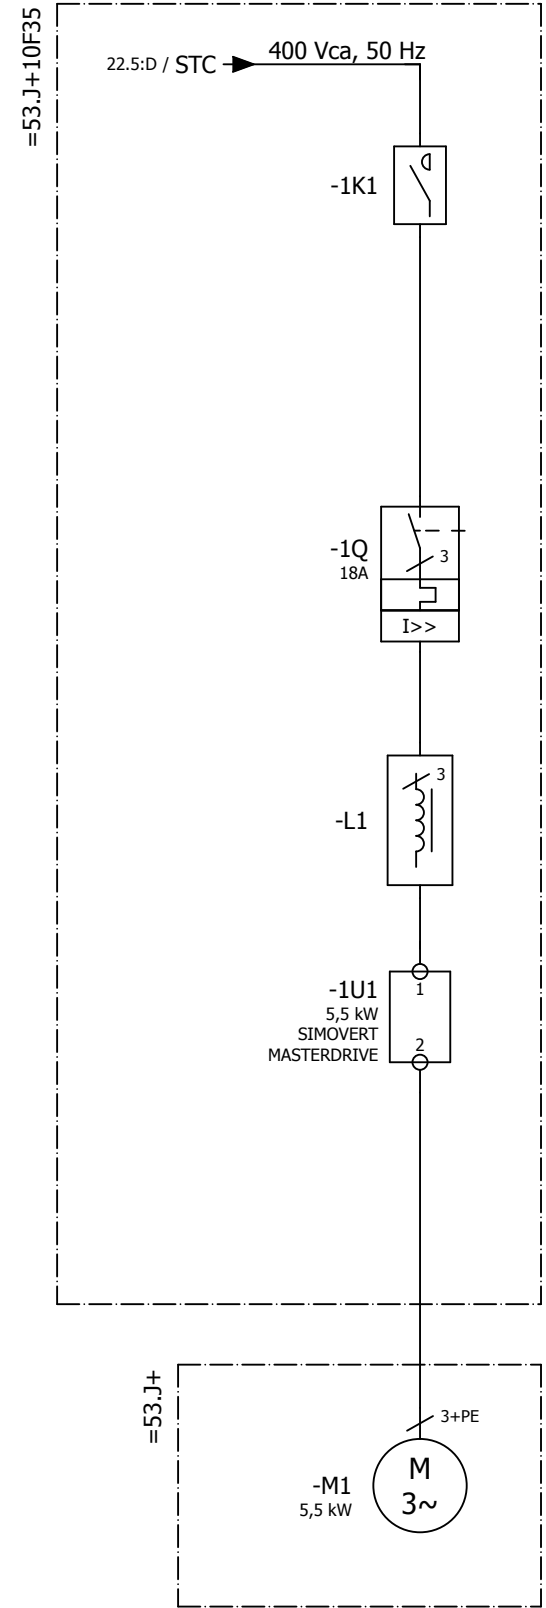 =53.J+10F35
22.5:D / STC
400 Vca, 50 Hz
-1K1
-1Q
18A
3
I>>
3
-L1
1
-1U1
5,5 kW
SIMOVERT
MASTERDRIVE
2
=53.J+
3+PE
-M1
5,5 kW
M
3~